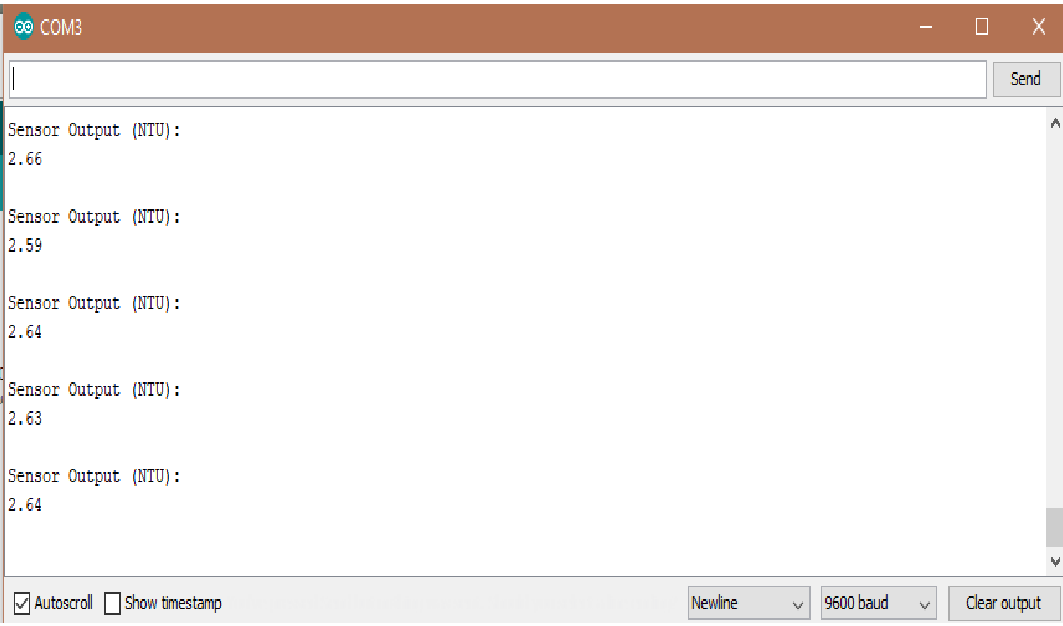 COM3
Send
Sensor Output (NTU):
2.66
Sensor Output (NTU):
2.59
Sensor Output (NTU):
2.64
Sensor Output (NTU):
2.63
Sensor Output (NTU):
2.64
Autoscroll Show timestamp Newline 9600 baud Clear output